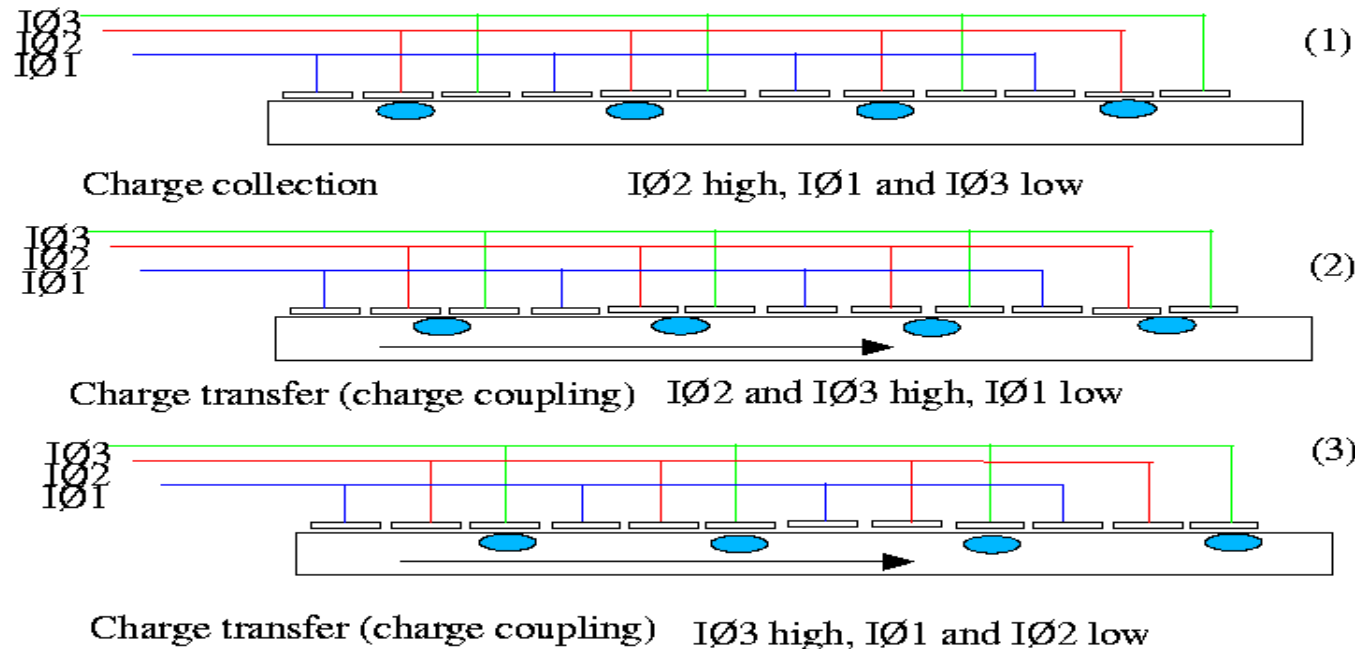 IØ3
IØ2
IØ1
(1)
Charge collection
IØ2 high, IØ1 and IØ3 low
IØ3
IØ2
IØ1
(2)
Charge transfer (charge coupling)
IØ2 and IØ3 high, IØ1 low
IØ3
IØ2
IØ1
(3)
Charge transfer (charge coupling)
IØ3 high, IØ1 and IØ2 low